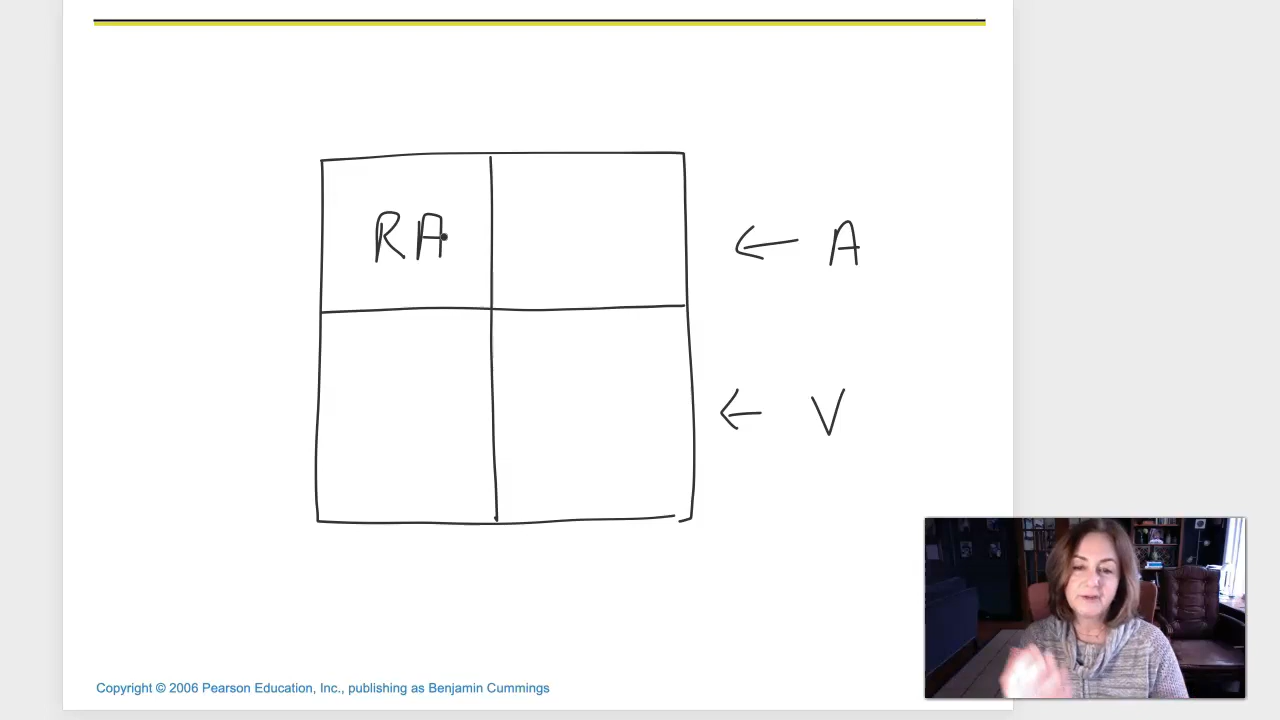 RA
A
V
Copyright © 2006 Pearson Education, Inc., publishing as Benjamin Cummings